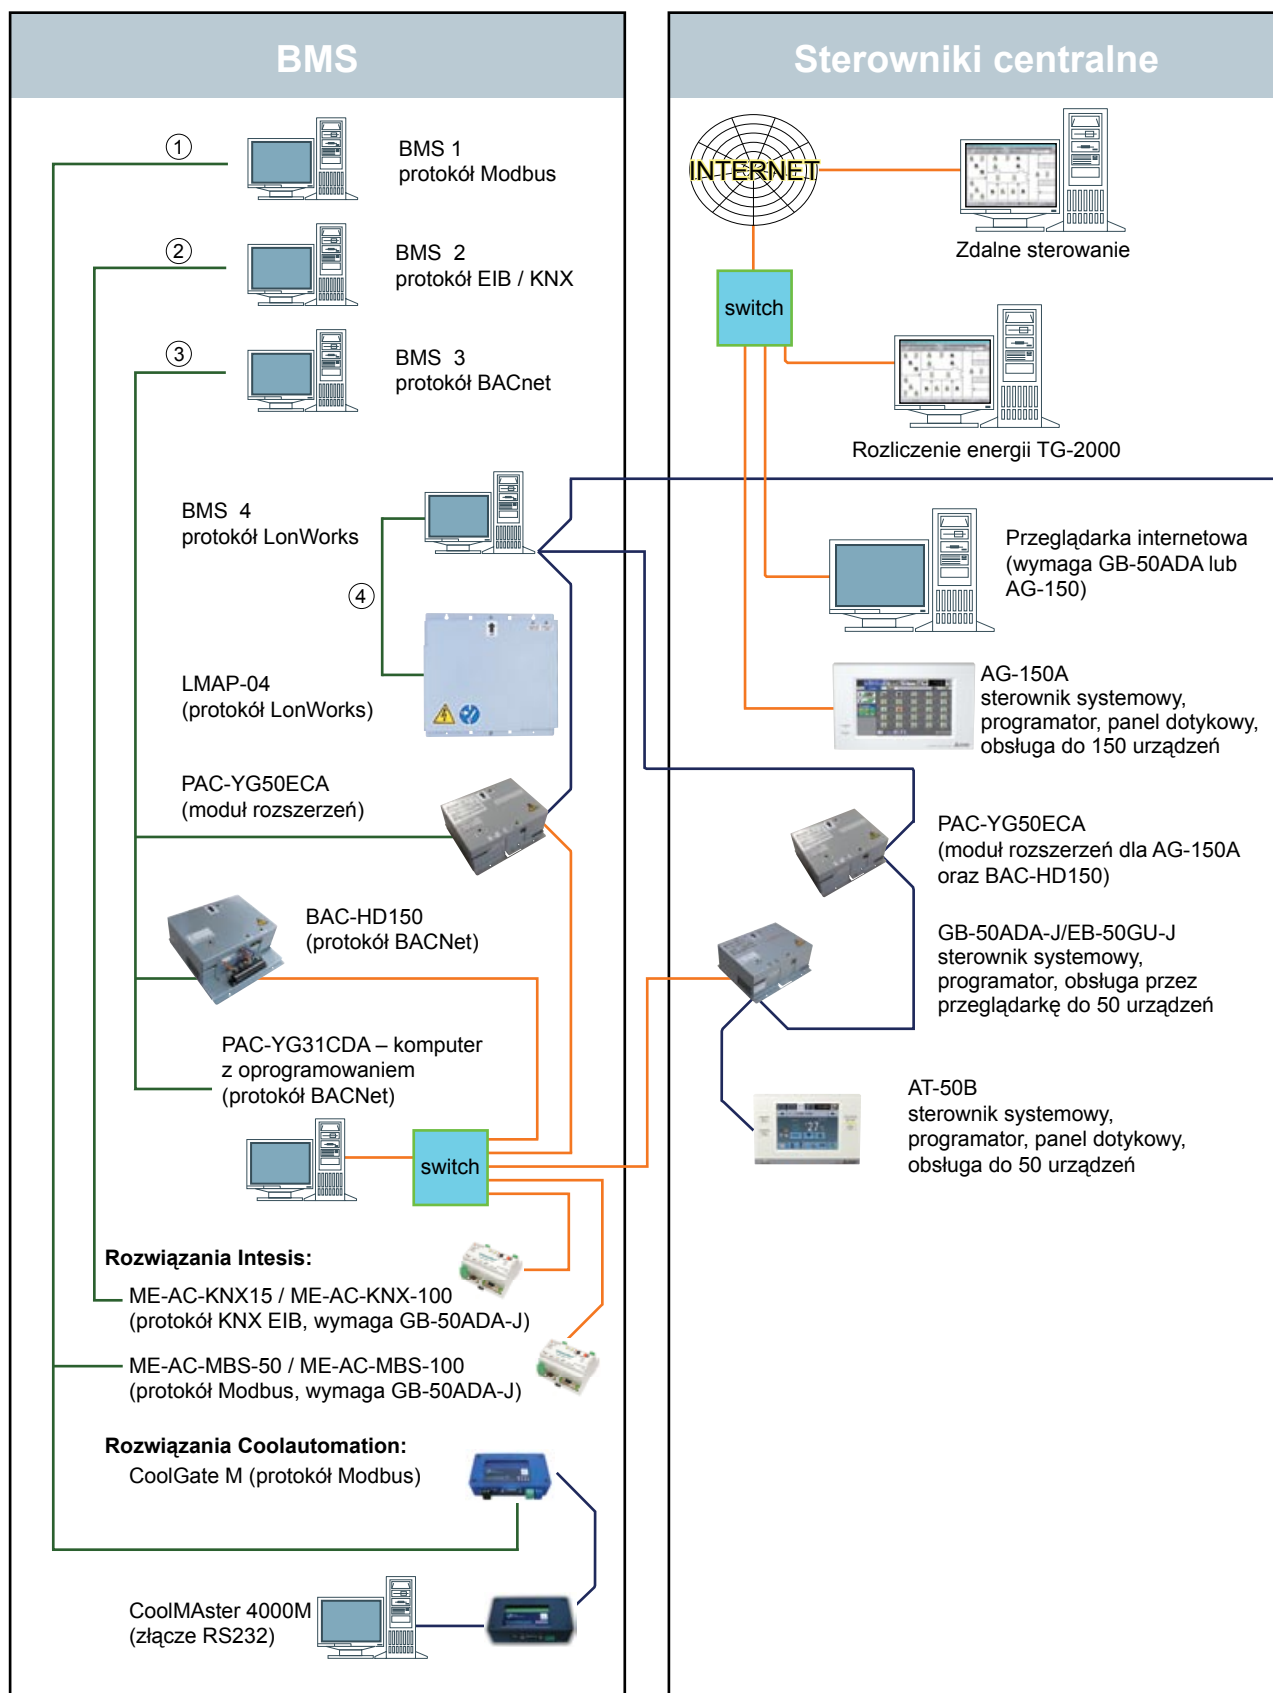 BMS
1
BMS 1
protokół Modbus
2
BMS 2
protokół EIB / KNX
3
BMS 3
protokół BACnet
BMS 4
protokół LonWorks
4
LMAP-04
(protokół LonWorks)
PAC-YG50ECA
(moduł rozszerzeń)
BAC-HD150
(protokół BACNet)
PAC-YG31CDA – komputer
z oprogramowaniem
(protokół BACNet)
switch
Rozwiązania Intesis:
ME-AC-KNX15 / ME-AC-KNX-100
(protokół KNX EIB, wymaga GB-50ADA-J)
ME-AC-MBS-50 / ME-AC-MBS-100
(protokół Modbus, wymaga GB-50ADA-J)
Rozwiązania Coolautomation:
CoolGate M (protokół Modbus)
CoolMAster 4000M
(złącze RS232)
Sterowniki centralne
INTERNET
Zdalne sterowanie
switch
Rozliczenie energii TG-2000
Przeglądarka internetowa
(wymaga GB-50ADA lub
AG-150)
AG-150A
sterownik systemowy,
programator, panel dotykowy,
obsługa do 150 urządzeń
PAC-YG50ECA
(moduł rozszerzeń dla AG-150A
oraz BAC-HD150)
GB-50ADA-J/EB-50GU-J
sterownik systemowy,
programator, obsługa przez
przeglądarkę do 50 urządzeń
AT-50B
sterownik systemowy,
programator, panel dotykowy,
obsługa do 50 urządzeń
27